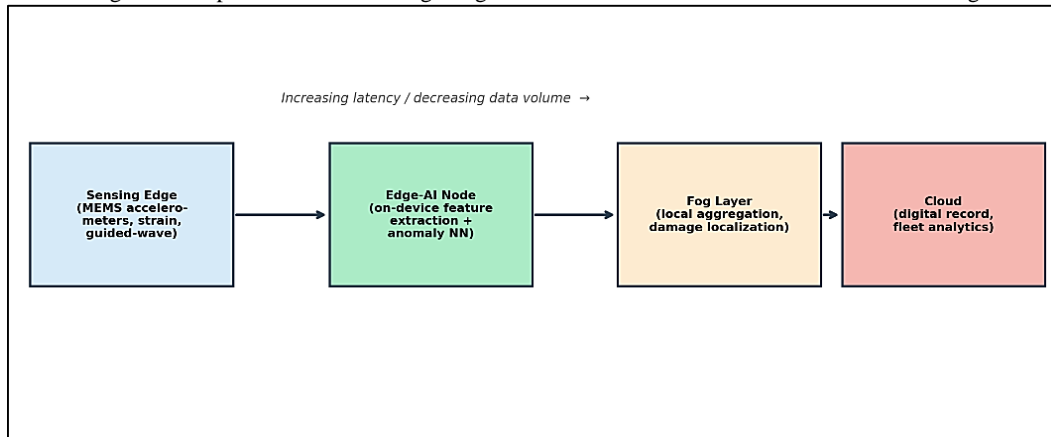 Increasing latency / decreasing data volume →
Sensing Edge
(MEMS accelero-
meters, strain,
guided-wave)
Edge-AI Node
(on-device feature
extraction +
anomaly NN)
Fog Layer
(local aggregation,
damage localization)
Cloud
(digital record,
fleet analytics)